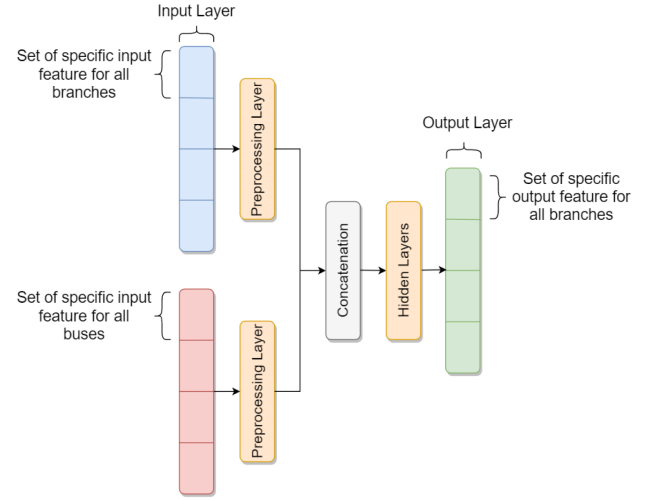 Input Layer
Set of specific input
feature for all
branches
Preprocessing Layer
Output Layer
Set of specific
output feature for
all branches
Concatenation
Hidden Layers
Set of specific input
feature for all
buses
Preprocessing Layer